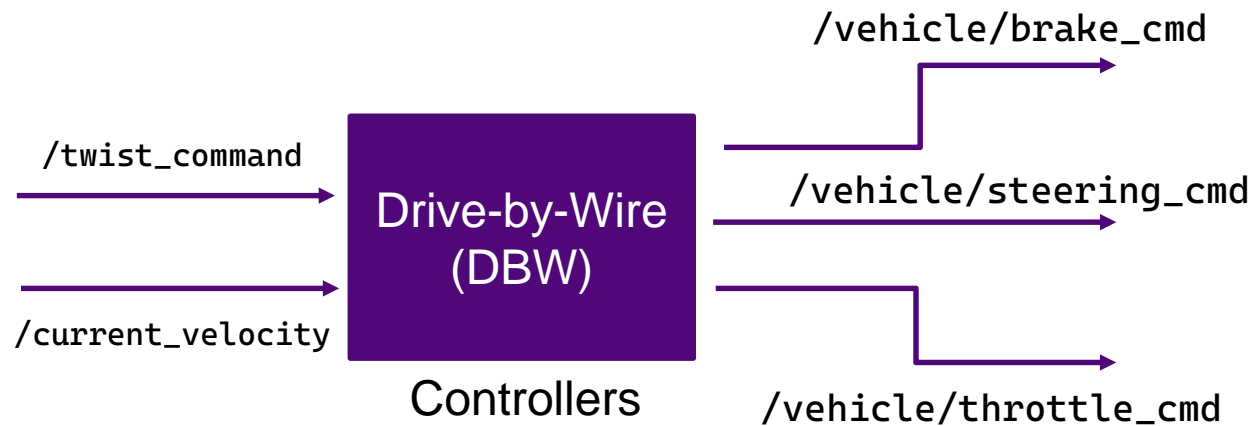 /vehicle/brake_cmd
/twist_command
/vehicle/steering_cmd
Drive-by-Wire
(DBW)
/current_velocity
Controllers
/vehicle/throttle_cmd